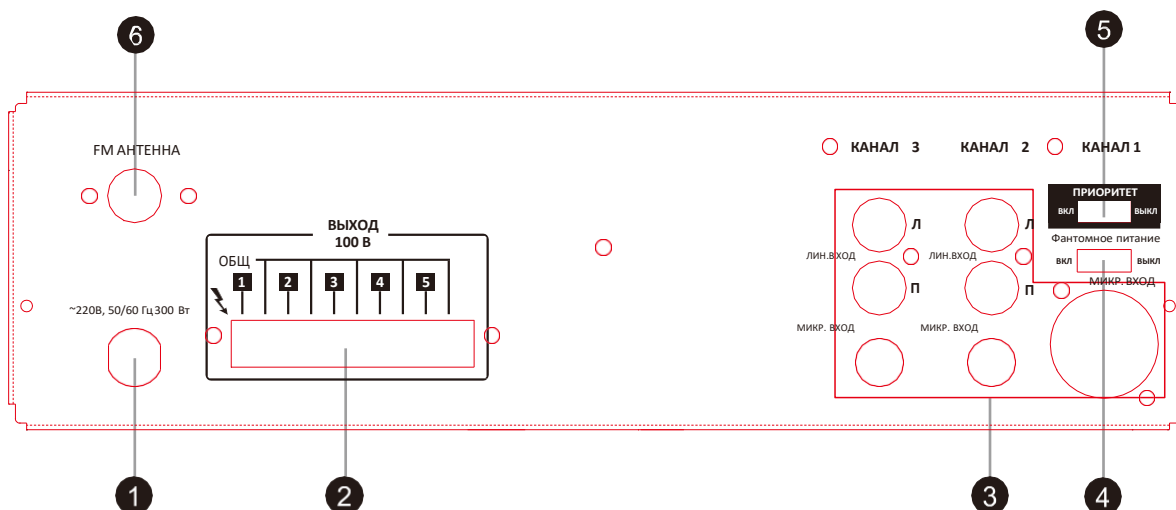 6
5
FM АНТЕННА
КАНАЛ 3
КАНАЛ 2
КАНАЛ 1
ПРИОРИТЕТ
ВКЛ
ВЫКЛ
Фантомное питание
ВКЛ
ВЫКЛ
МИКР. ВХОД
Л
Л
ЛИН.ВХОД
ЛИН.ВХОД
П
П
МИКР. ВХОД
МИКР. ВХОД
ВЫХОД
100 В
ОБЩ
1 2 3 4 5
~220В, 50/60 Гц300 Вт
1
2
3
4